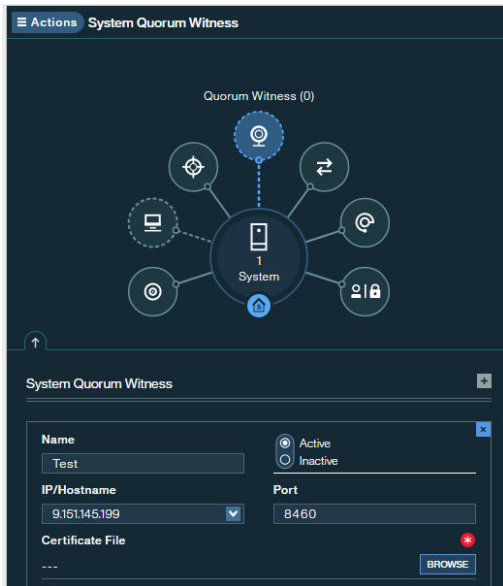 Actions System Quorum Witness
Quorum Witness (0)
1
System
S
System Quorum Witness
Name
Active
Test
Inactive
IP/Hostname Port
9.151.145.199 8460
Certificate File
--- BROWSE